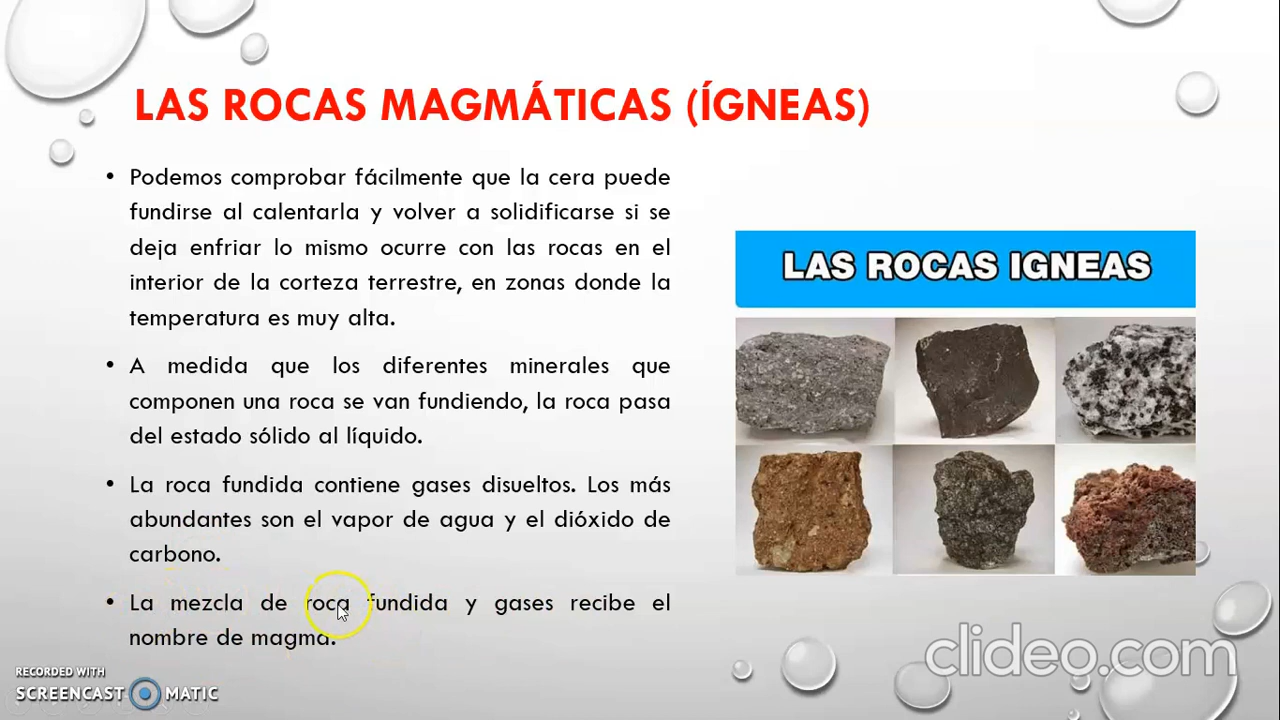 LAS ROCAS MAGMÁTICAS (ÍGNEAS)
• Podemos comprobar fácilmente que la cera puede
fundirse al calentarla y volver a solidificarse si se
deja enfriar lo mismo ocurre con las rocas en el
interior de la corteza terrestre, en zonas donde la
temperatura es muy alta.
• A medida que los diferentes minerales que
componen una roca se van fundiendo, la roca pasa
del estado sólido al líquido.
• La roca fundida contiene gases disueltos. Los más
abundantes son el vapor de agua y el dióxido de
carbono.
• La mezcla de roca fundida y gases recibe el
nombre de magma.
LAS ROCAS IGNEAS
RECORDED WITH
SCREENCAST MATIC
clideo.com